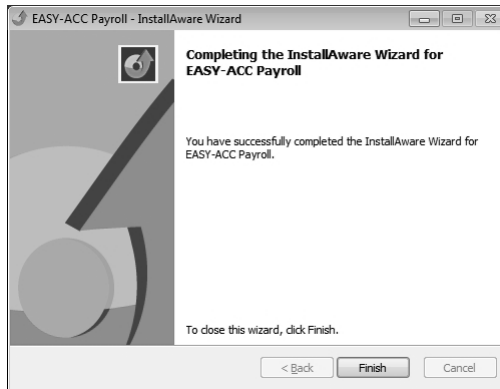 EASY-ACC Payroll - InstallAware Wizard
Completing the InstallAware Wizard for
EASY-ACC Payroll
You have successfully completed the InstallAware Wizard for
EASY-ACC Payroll.
To close this wizard, click Finish.
< Back Finish Cancel